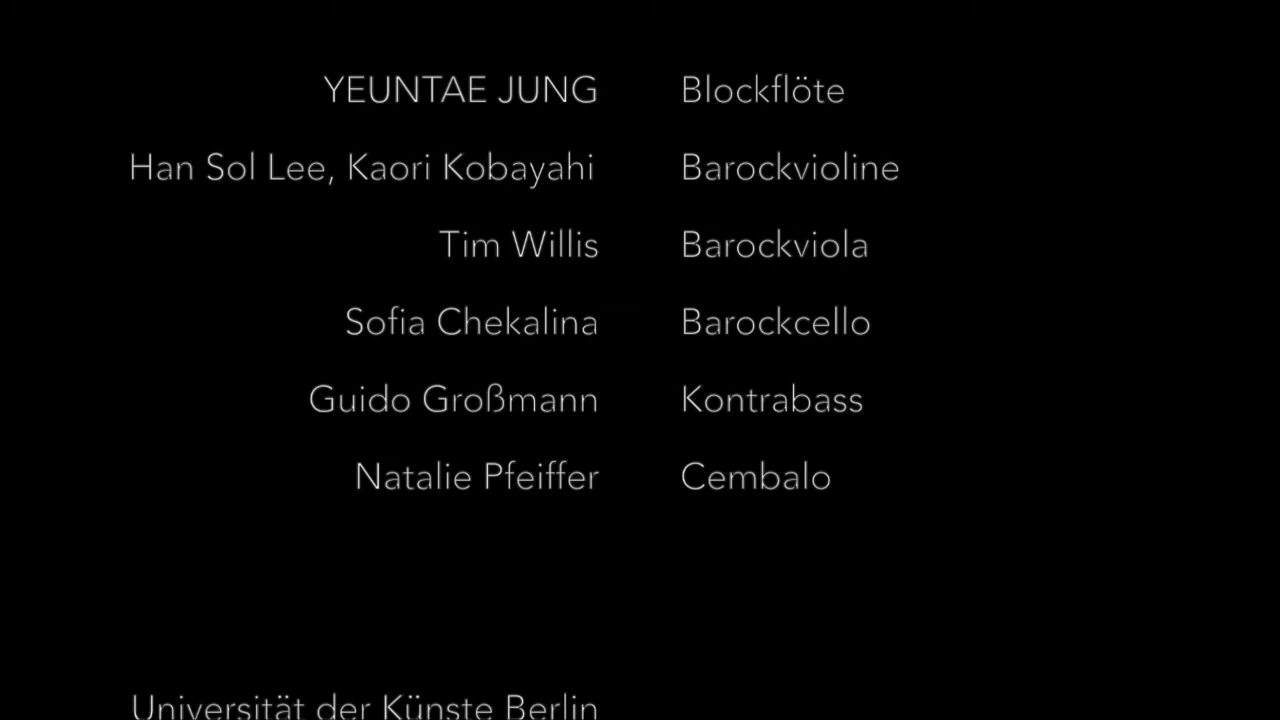 YEUNTAE JUNG Blockflöte
Han Sol Lee, Kaori Kobayahi Barockvioline
Tim Willis Barockviola
Sofia Chekalina Barockcello
Guido Großmann Kontrabass
Natalie Pfeiffer Cembalo
Universität der Künste Berlin